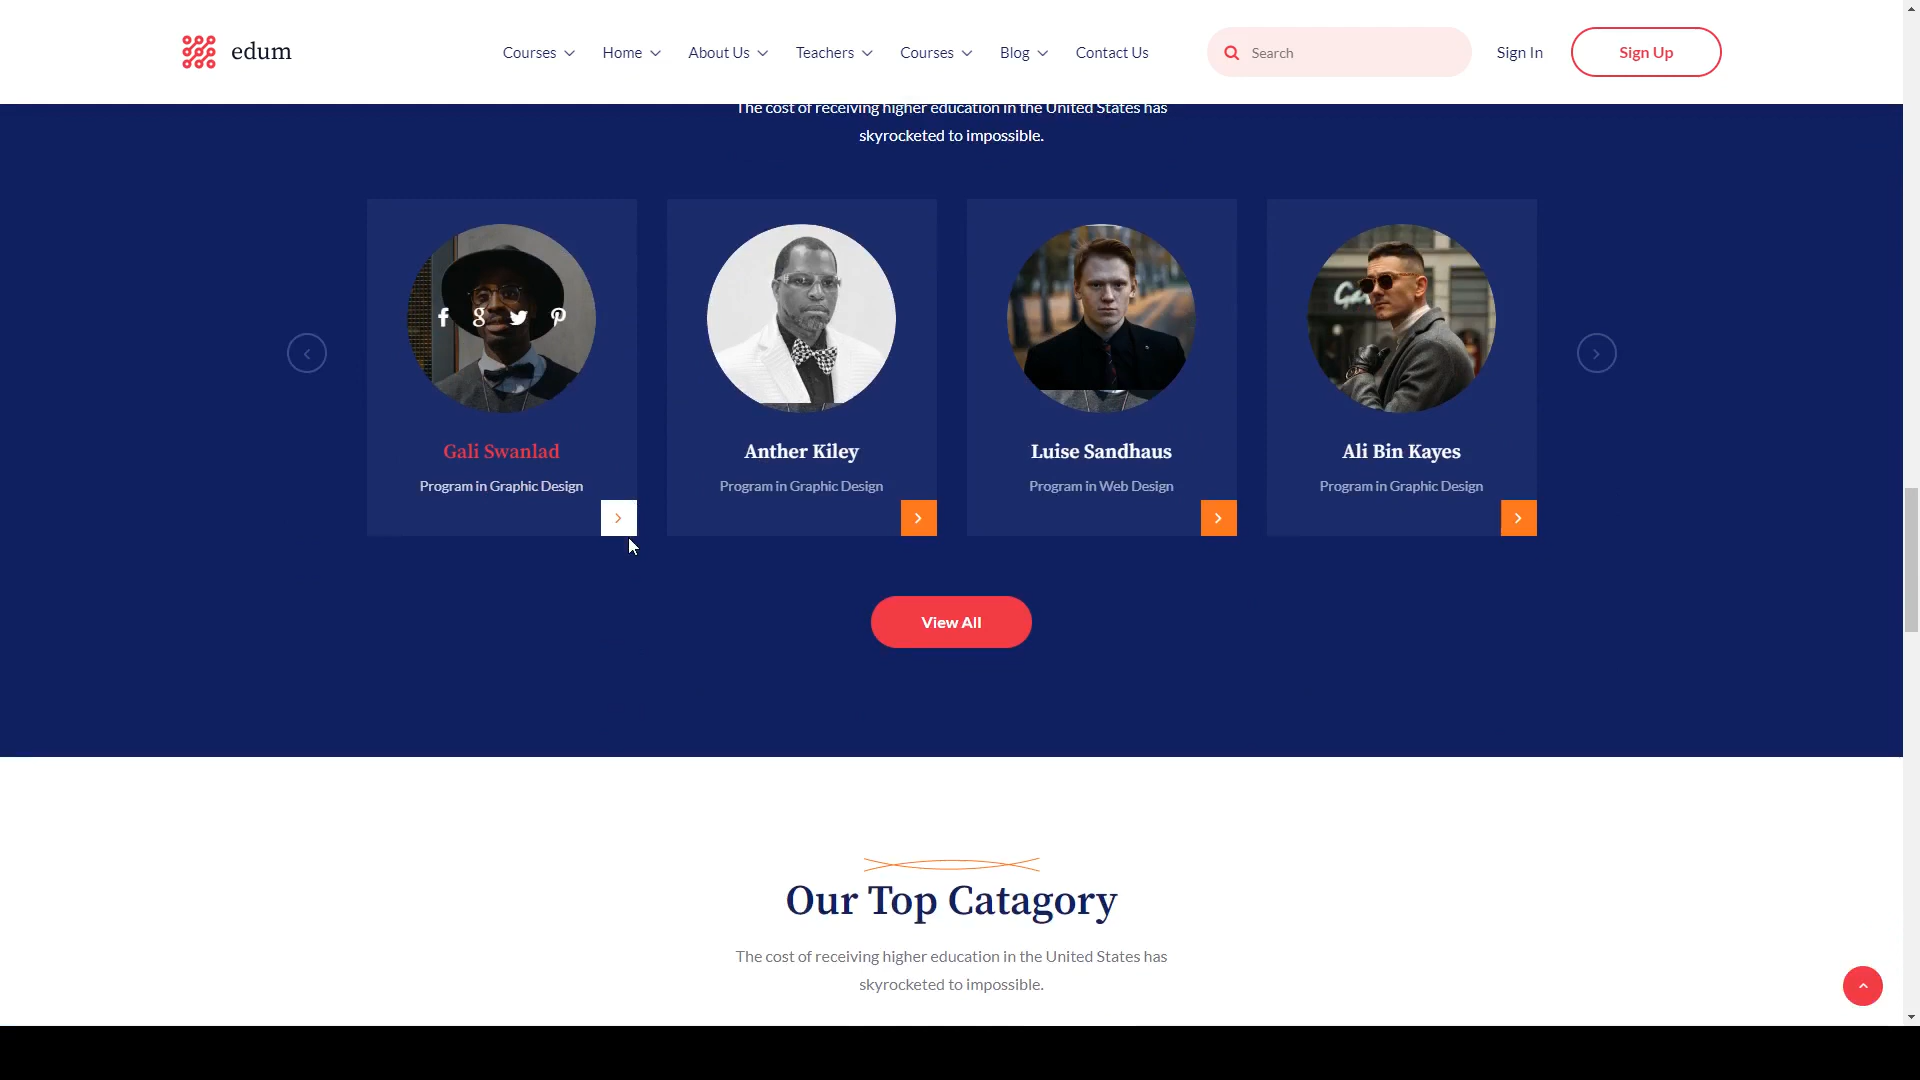 edum
Courses Home About Us Teachers Courses Blog Contact Us Search Sign In Sign Up
The cost of receiving higher education in the United States has
skyrocketed to impossible.
Gali Swanlad
Program in Graphic Design
Anther Kiley
Program in Graphic Design
Luise Sandhaus
Program in Web Design
Ali Bin Kayes
Program in Graphic Design
View All
Our Top Catagory
The cost of receiving higher education in the United States has
skyrocketed to impossible.